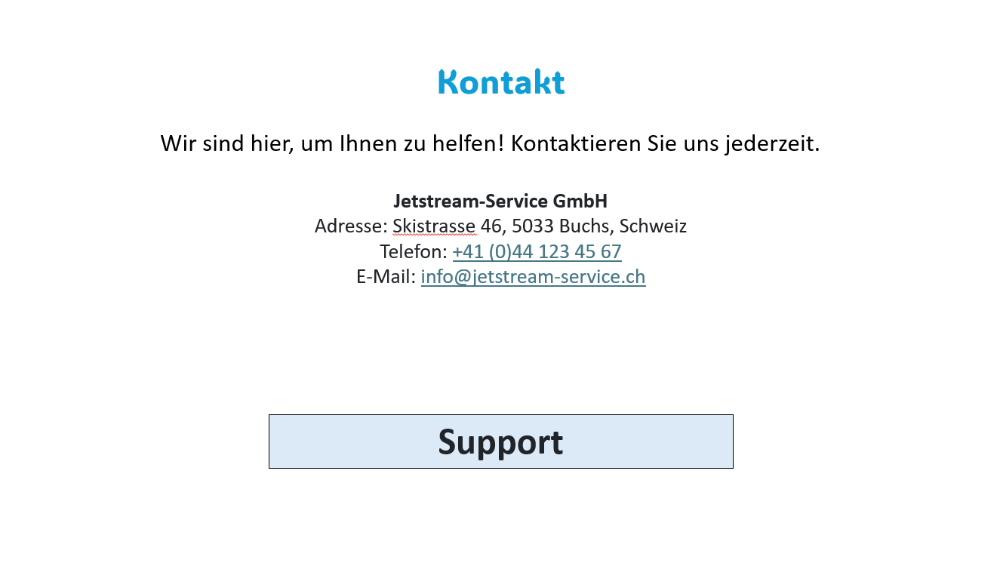 Kontakt
Wir sind hier, um Ihnen zu helfen! Kontaktieren Sie uns jederzeit.
Jetstream-Service GmbH
Adresse: Skistrasse 46, 5033 Buchs, Schweiz
Telefon: +41 (0)44 123 45 67
E-Mail: info@jetstream-service.ch
Support